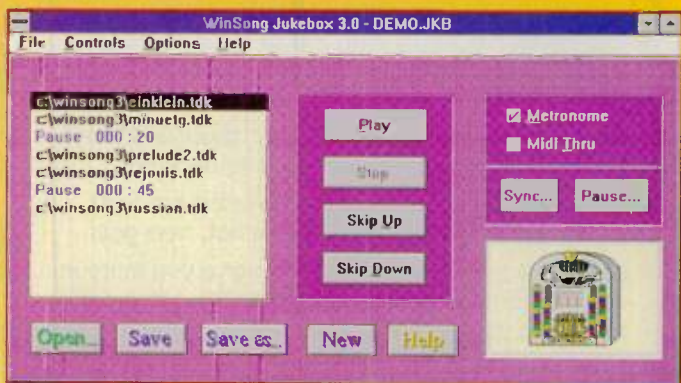 WinSong Jukebox 3.0 - DEMO.JKB
File Controls Options Help
c:\winsong3\einklein.tdk
c:\winsong3\minuetg.tdk
Pause 000 : 20
c:\winsong3\prelude2.tdk
c:\winsong3\rejouis.tdk
Pause 000 : 45
c:\winsong3\russian.tdk
Play
Stop
Skip Up
Skip Down
Metronome
Midi Thru
Sync... Pause...
Open... Save Save as... New Help